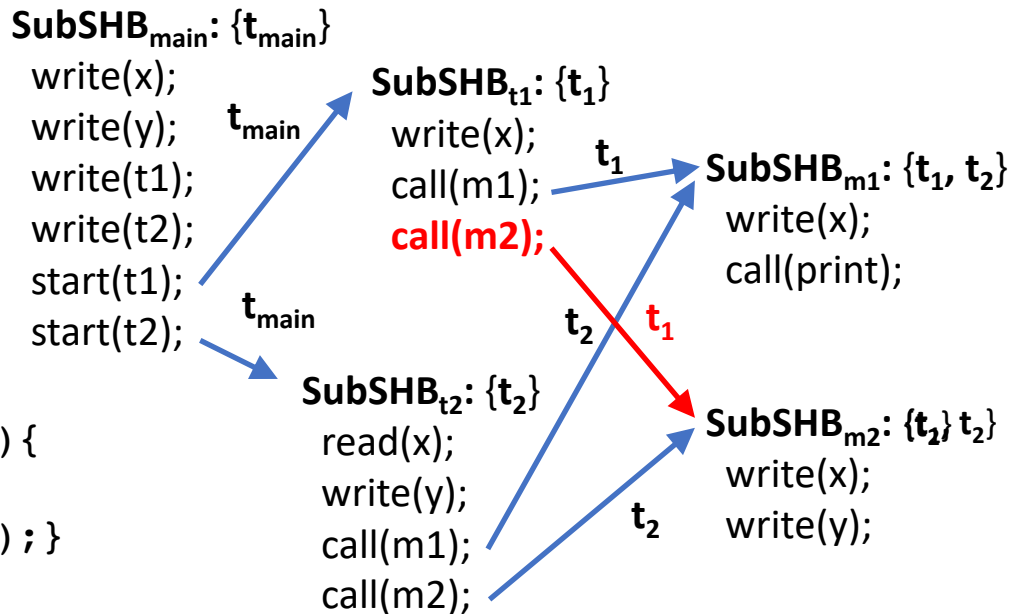 SubSHBmain: {tmain}
write(x);
write(y);
write(t1);
write(t2);
start(t1);
start(t2);
tmain
tmain
SubSHBt1: {t1}
write(x);
call(m1);
call(m2);
t1
t2
t1
SubSHBm1: {t1, t2}
write(x);
call(print);
SubSHBt2: {t2}
read(x);
write(y);
call(m1);
call(m2);
t2
SubSHBm2:
write(x);
write(y);
) {
) ; }